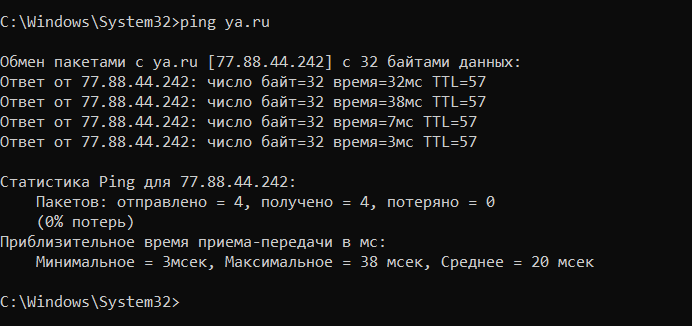 C:\Windows\System32>ping ya.ru
Обмен пакетами с ya.ru [77.88.44.242] с 32 байтами данных:
Ответ от 77.88.44.242: число байт=32 время=32мс TTL=57
Ответ от 77.88.44.242: число байт=32 время=38мс TTL=57
Ответ от 77.88.44.242: число байт=32 время=7мс TTL=57
Ответ от 77.88.44.242: число байт=32 время=3мс TTL=57
Статистика Ping для 77.88.44.242:
    Пакетов: отправлено = 4, получено = 4, потеряно = 0
    (0% потерь)
Приблизительное время приема-передачи в мс:
    Минимальное = 3мсек, Максимальное = 38 мсек, Среднее = 20 мсек
C:\Windows\System32>